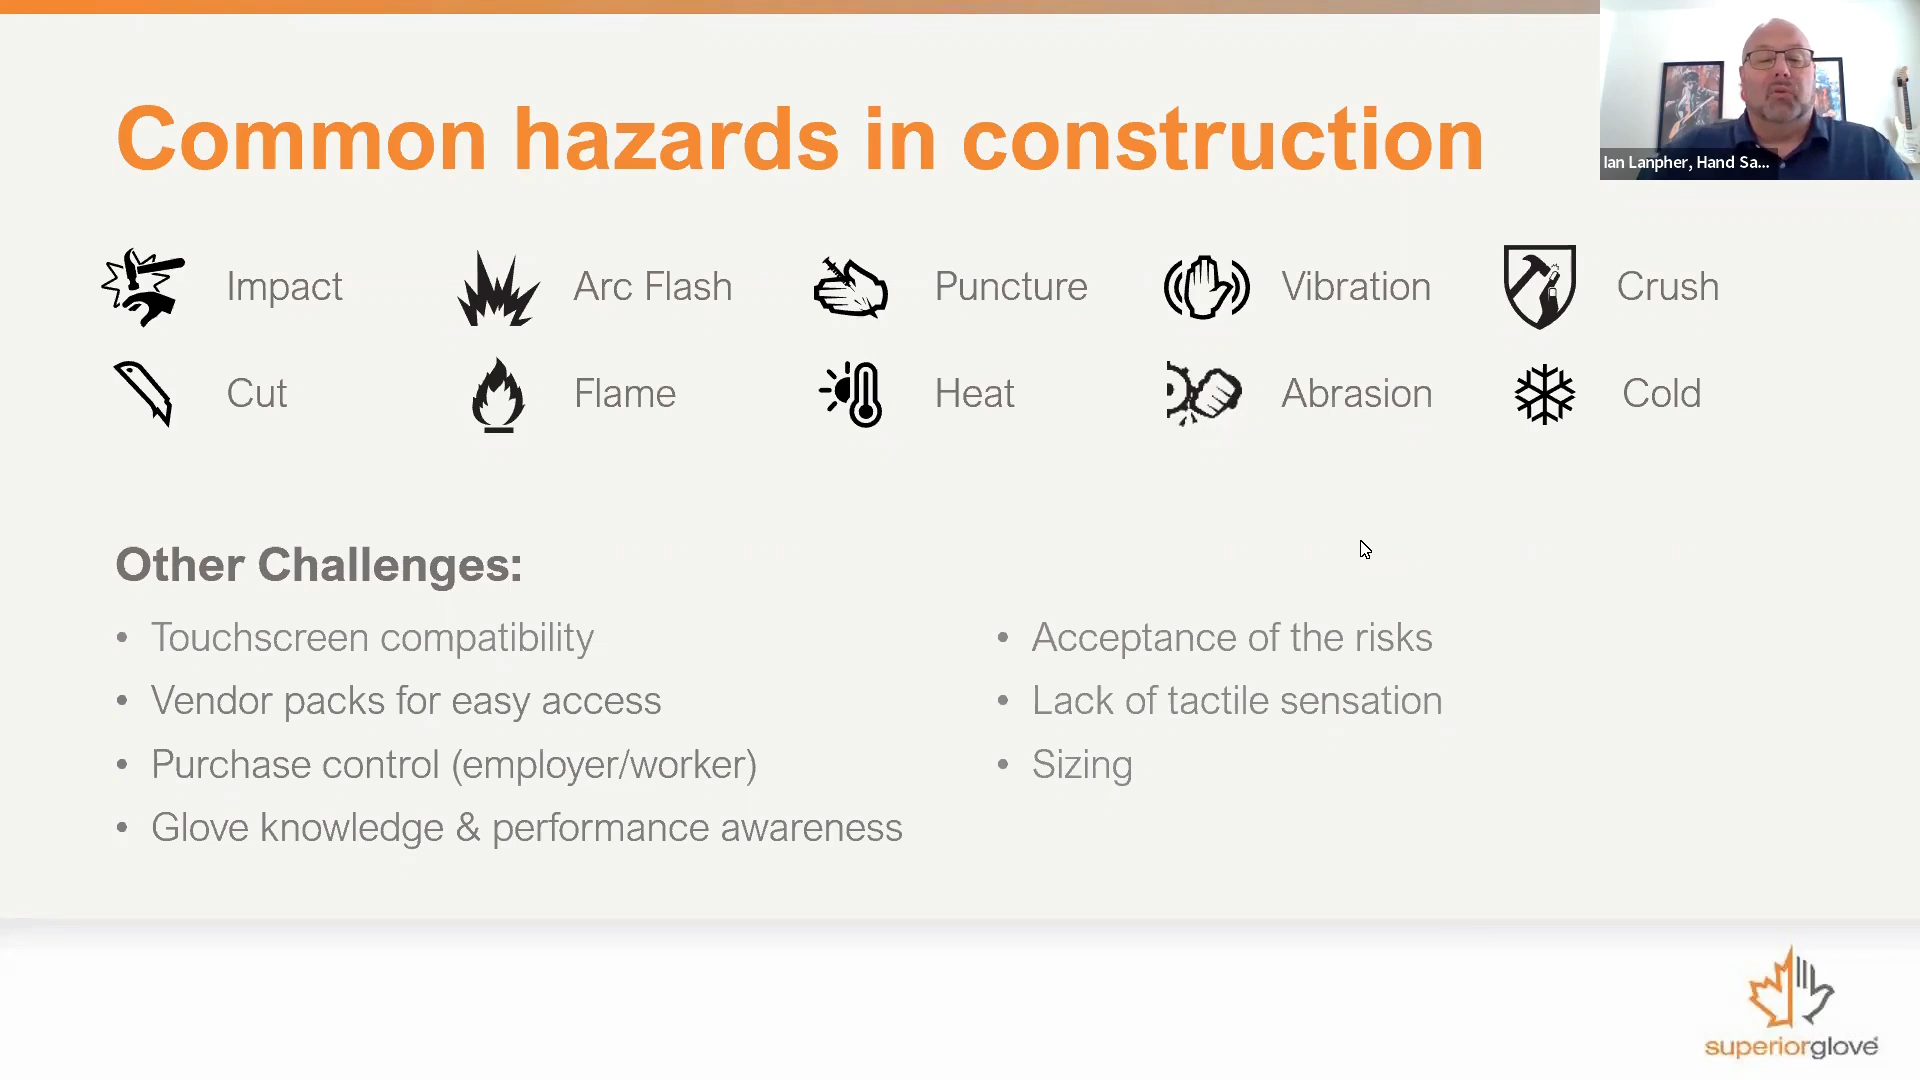 Common hazards in construction
Ian Lanpher, Hand Sa...
Impact
Arc Flash
Puncture
Vibration
Crush
Cut
Flame
Heat
Abrasion
Cold
Other Challenges:
• Touchscreen compatibility
• Vendor packs for easy access
• Purchase control (employer/worker)
• Glove knowledge & performance awareness
• Acceptance of the risks
• Lack of tactile sensation
• Sizing
superiorglove